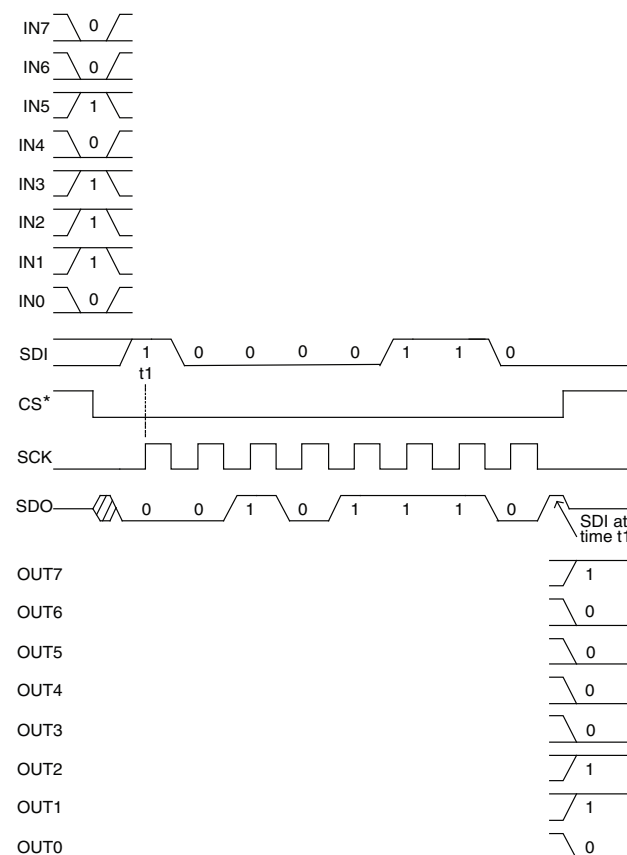 IN7 0
IN6 0
IN5 1
IN4 0
IN3 1
IN2 1
IN1 1
IN0 0
SDI 1 0 0 0 0 1 1 0
t1
CS*
SCK
SDO 0 0 1 0 1 1 1 0
SDI at
time t1
OUT7 1
OUT6 0
OUT5 0
OUT4 0
OUT3 0
OUT2 1
OUT1 1
OUT0 0